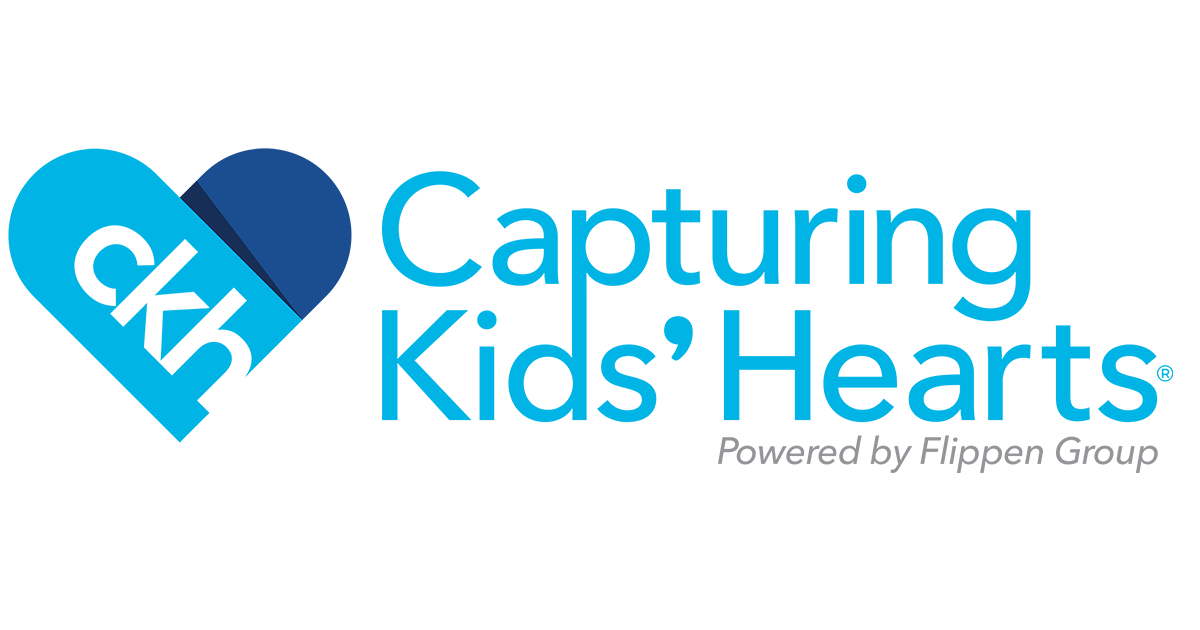 ckh
Capturing
Kids’ Hearts®
Powered by Flippen Group